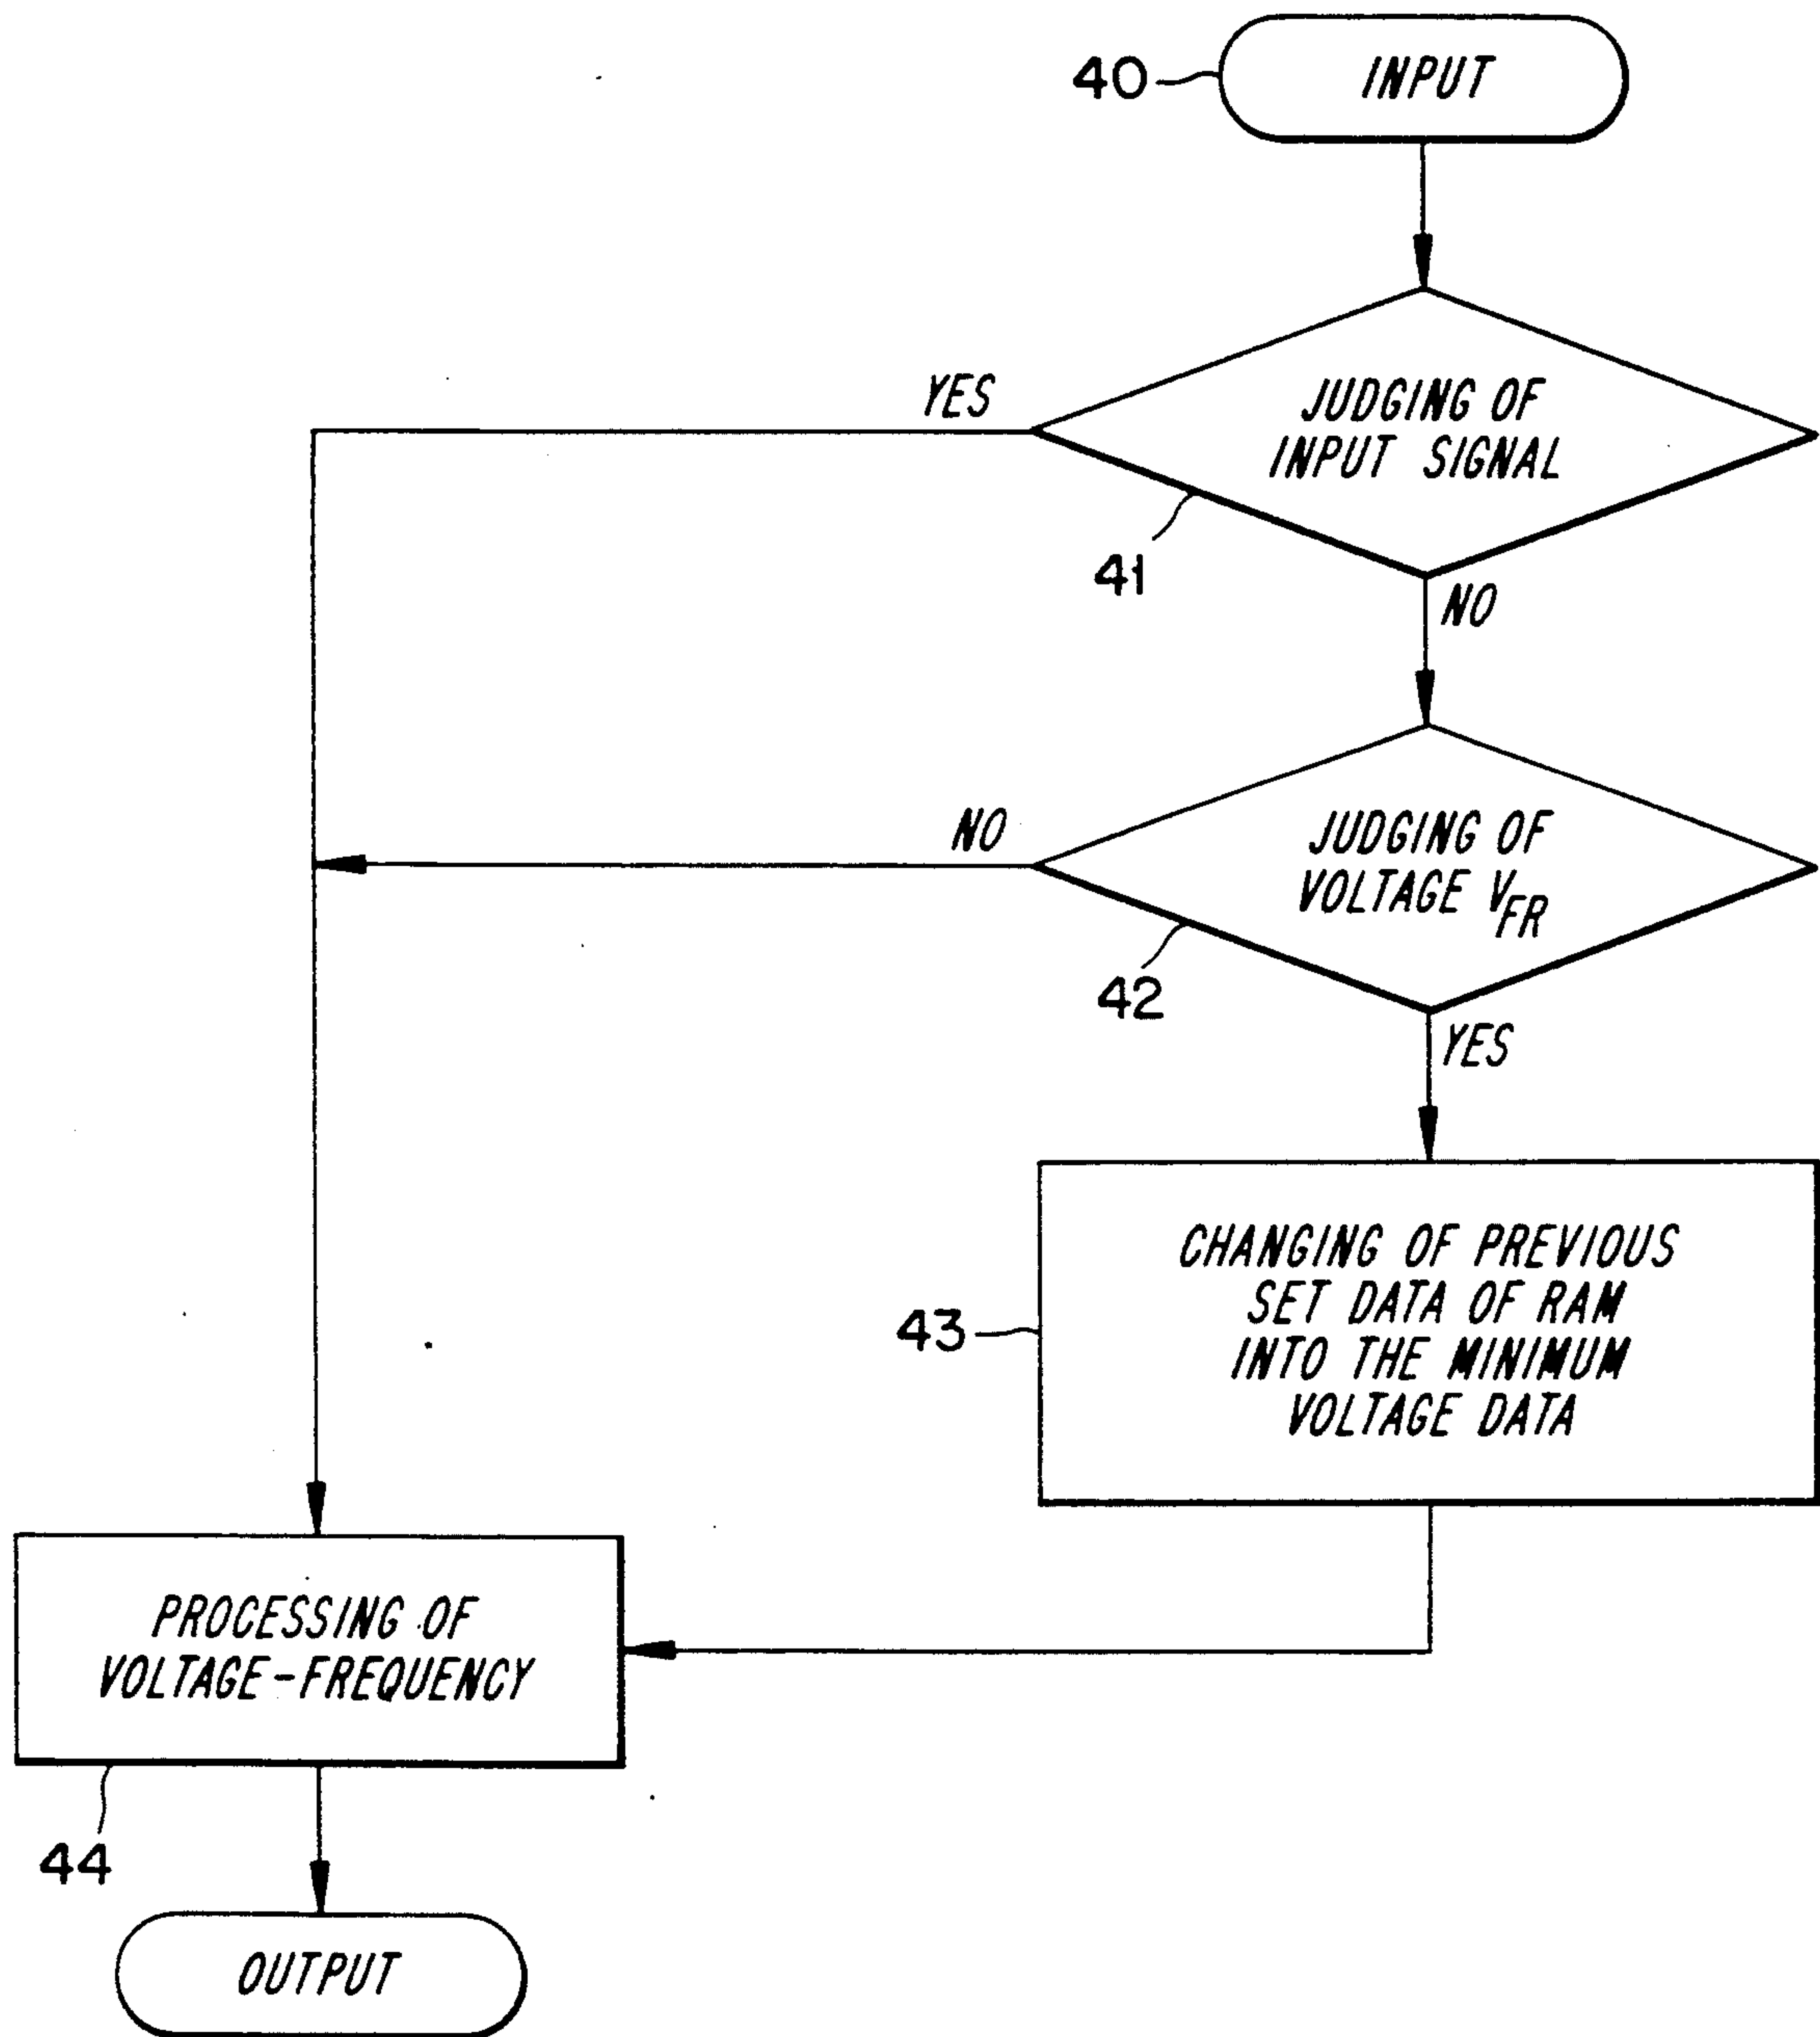 40
INPUT
YES
JUDGING OF
INPUT SIGNAL
41
NO
NO
JUDGING OF
VOLTAGE V_FR
42
YES
43
CHANGING OF PREVIOUS
SET DATA OF RAM
INTO THE MINIMUM
VOLTAGE DATA
PROCESSING OF
VOLTAGE-FREQUENCY
44
OUTPUT